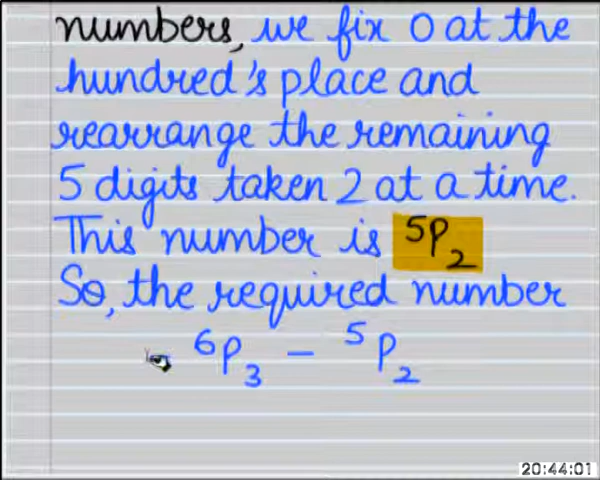 numbers, we fix 0 at the
hundred's place and
rearrange the remaining
5 digits taken 2 at a time.
This number is ⁵P₂
So, the required number
⁶P₃ – ⁵P₂
20:44:01